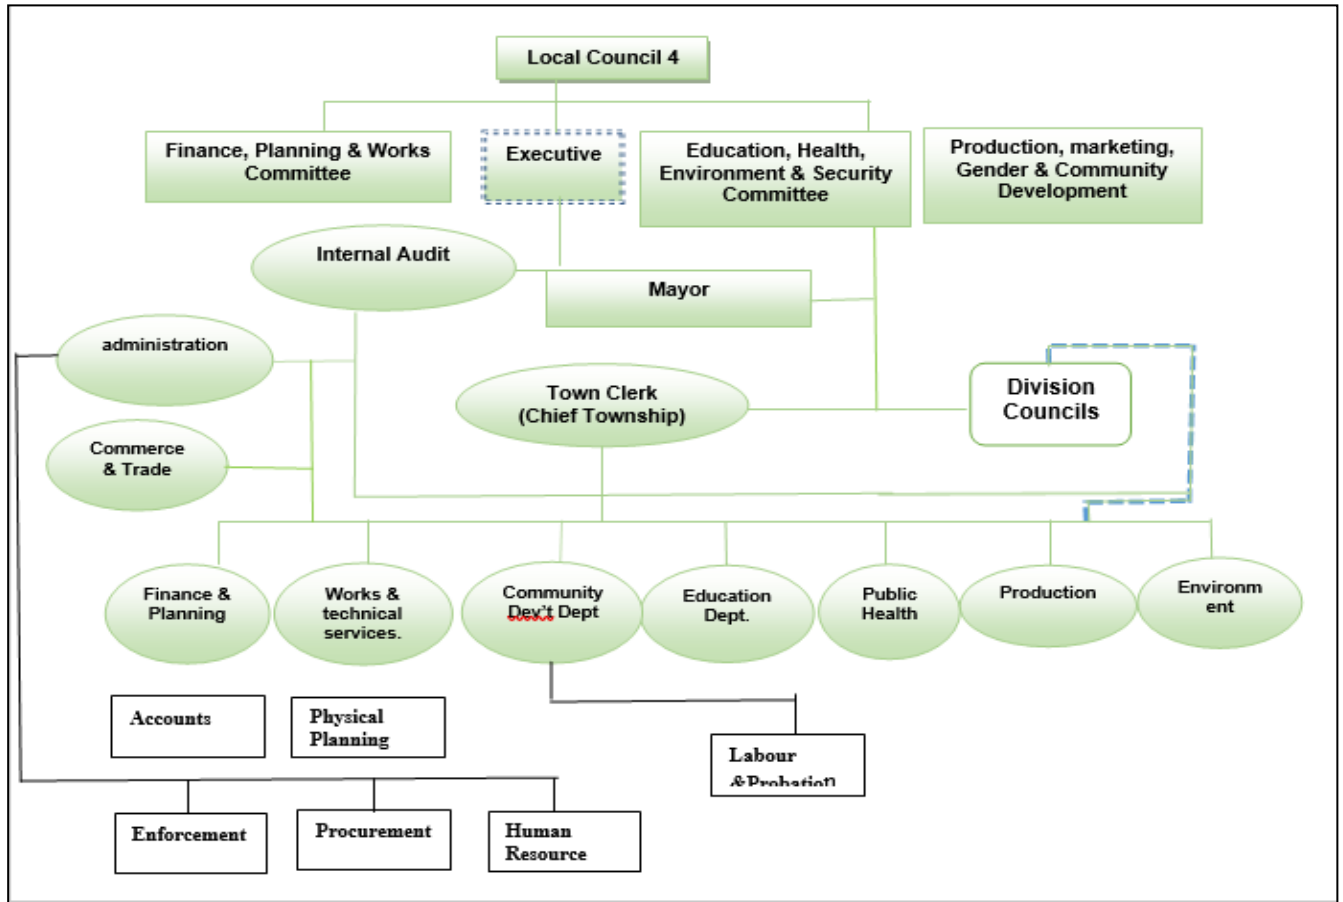 Local Council 4
Finance, Planning & Works
Committee
Executive
Education, Health,
Environment & Security
Committee
Production, marketing,
Gender & Community
Development
Internal Audit
Mayor
administration
Town Clerk
(Chief Township)
Division
Councils
Commerce
& Trade
Finance &
Planning
Works &
technical
services.
Community
Dev't Dept
Education
Dept.
Public
Health
Production
Environm
ent
Accounts
Physical
Planning
Labour
&Probation
Enforcement
Procurement
Human
Resource